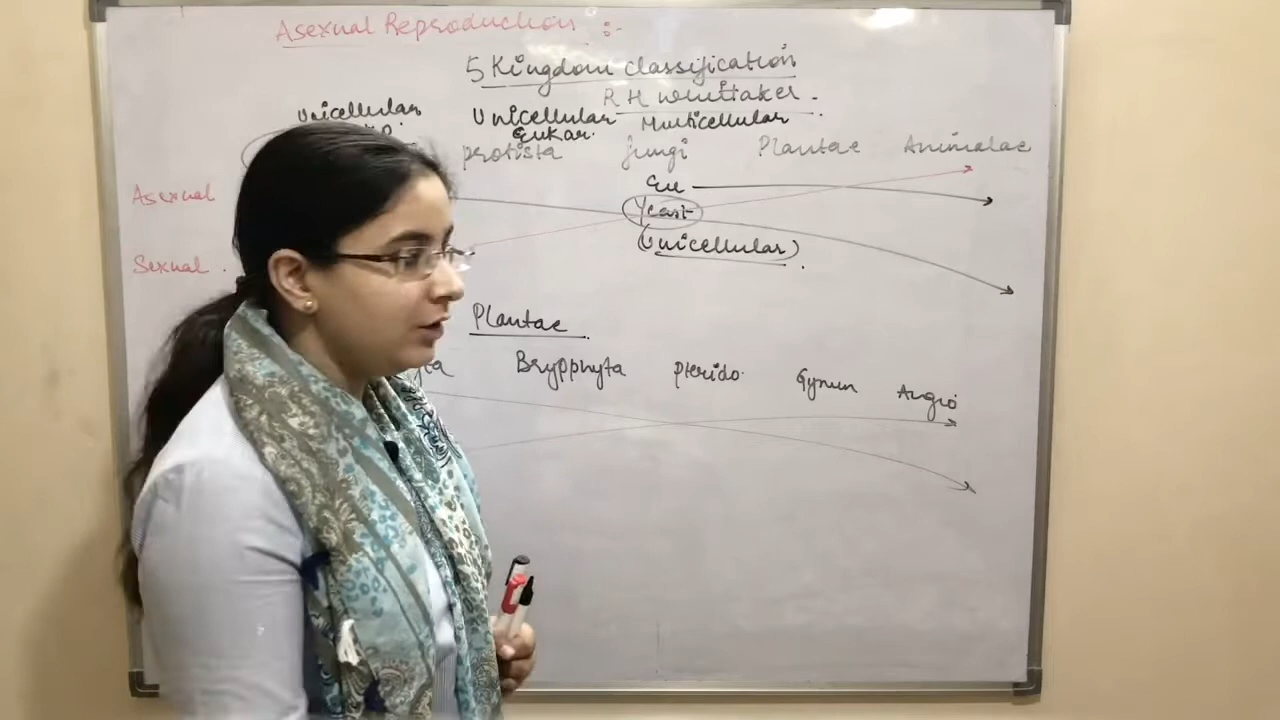 Asexual Reproduction :-
5 Kingdom classification
R H Whittaker .
Unicellular Unicellular Multicellular
Eukar.
protista fungi Plantae Animalae
Asexual Eu
Yeast
Sexual . (Unicellular) .
Plantae
Bryophyta Pterido. Gymn Angio